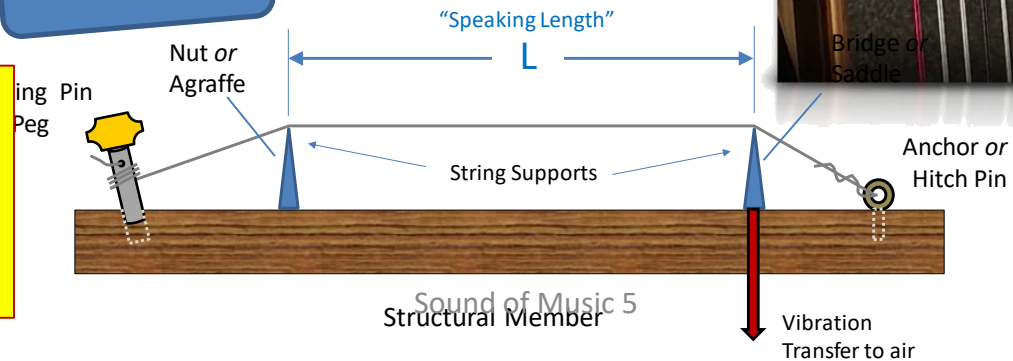 “Speaking Length”
L
Nut or
Agraffe
Bridge or
Saddle
ing Pin
Peg
String Supports
Anchor or
Hitch Pin
Structural Member
Sound of Music 5
Vibration
Transfer to air